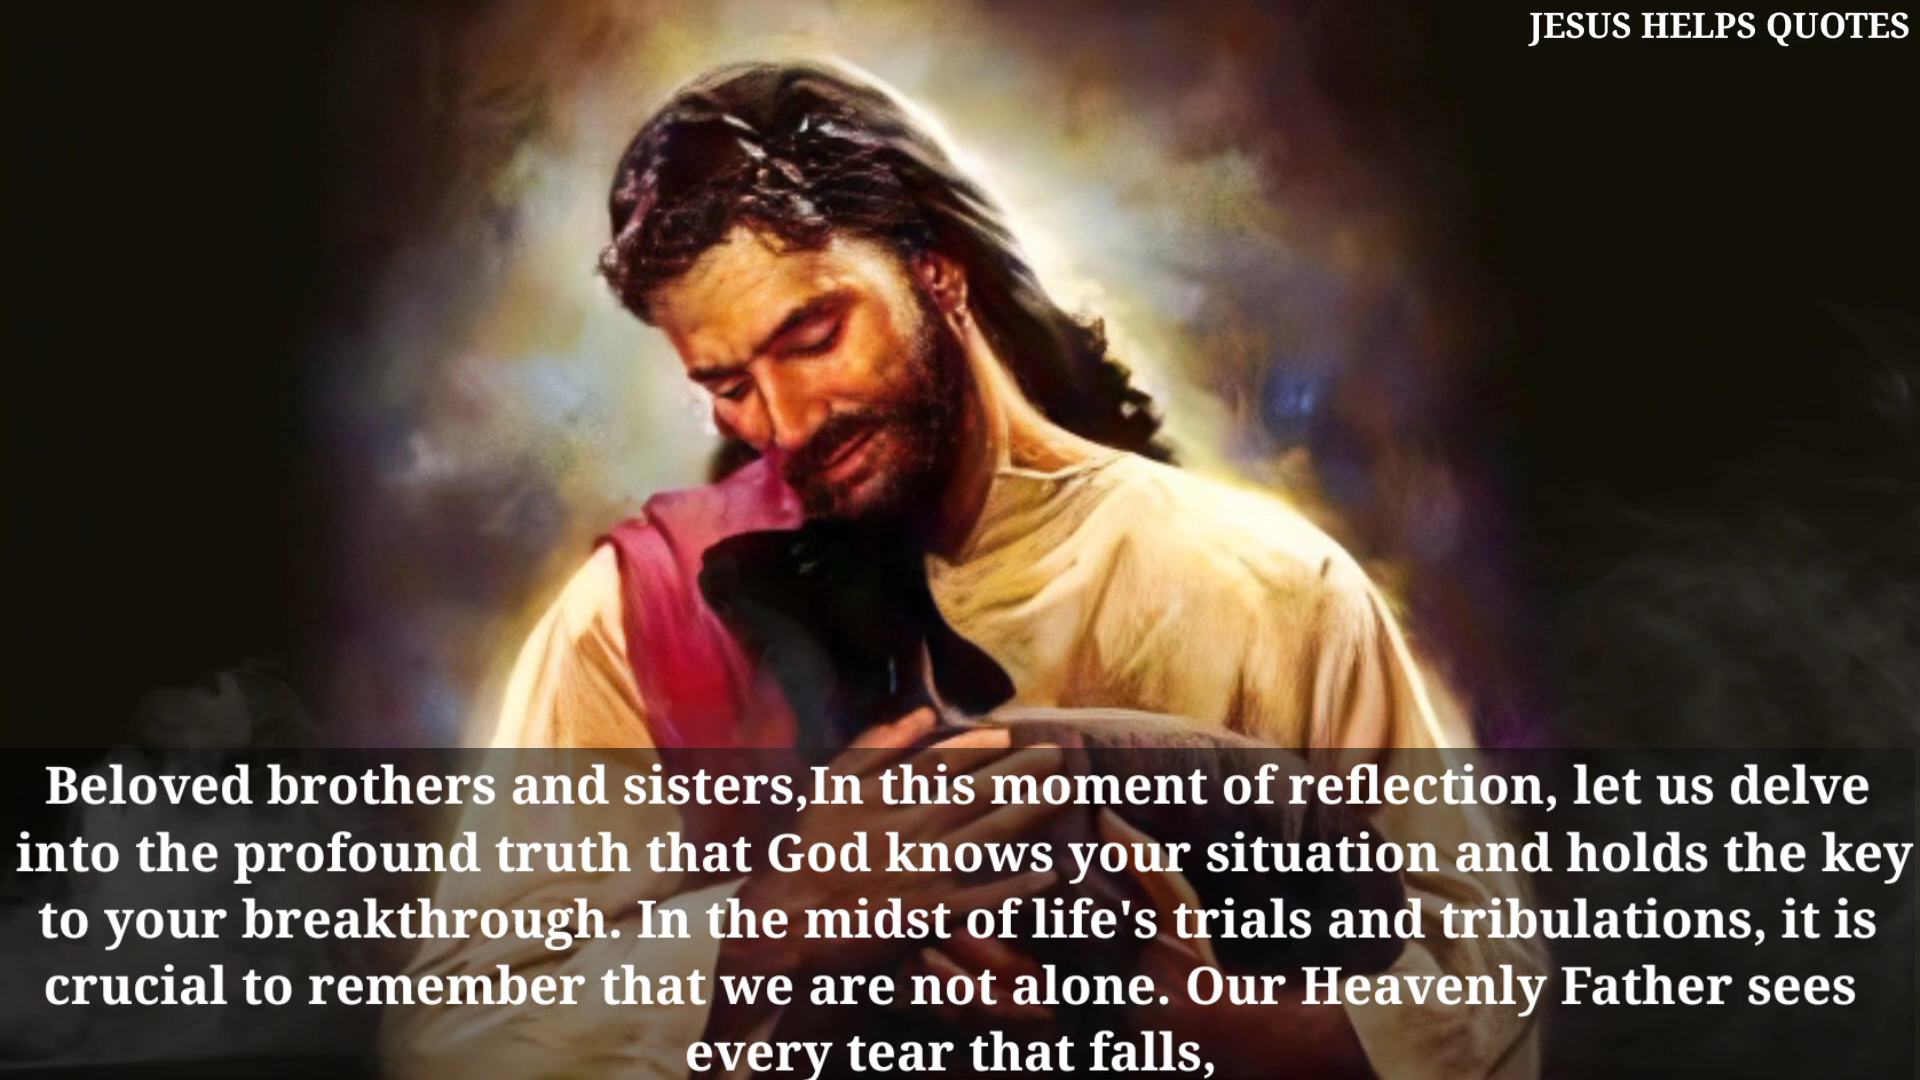 JESUS HELPS QUOTES
Beloved brothers and sisters,In this moment of reflection, let us delve
into the profound truth that God knows your situation and holds the key
to your breakthrough. In the midst of life's trials and tribulations, it is
crucial to remember that we are not alone. Our Heavenly Father sees
every tear that falls,